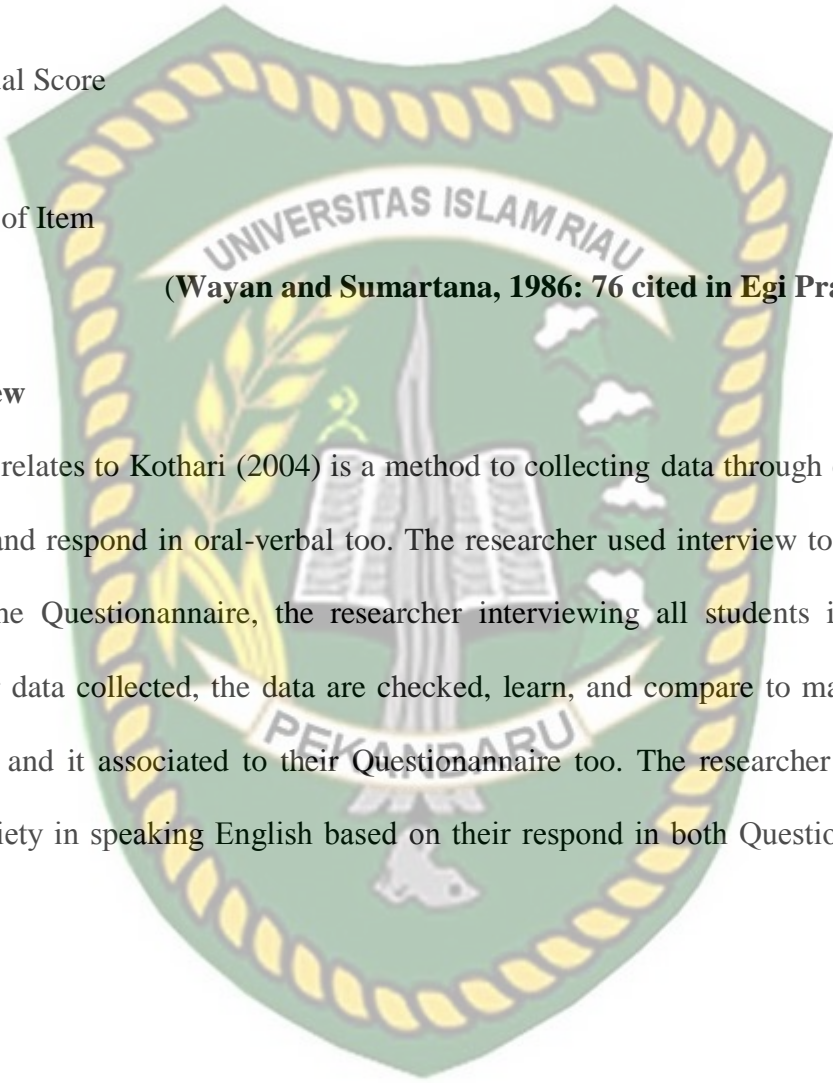 ual Score
of Item
UNIVERSITAS ISLAM RIAU
(Wayan and Sumartana, 1986: 76 cited in Egi Pra
ew
relates to Kothari (2004) is a method to collecting data through
and respond in oral-verbal too. The researcher used interview to
he Questionannaire, the researcher interviewing all students i
data collected, the data are checked, learn, and compare to ma
and it associated to their Questionannaire too. The researcher
PEKANBARU
iety in speaking English based on their respond in both Questio